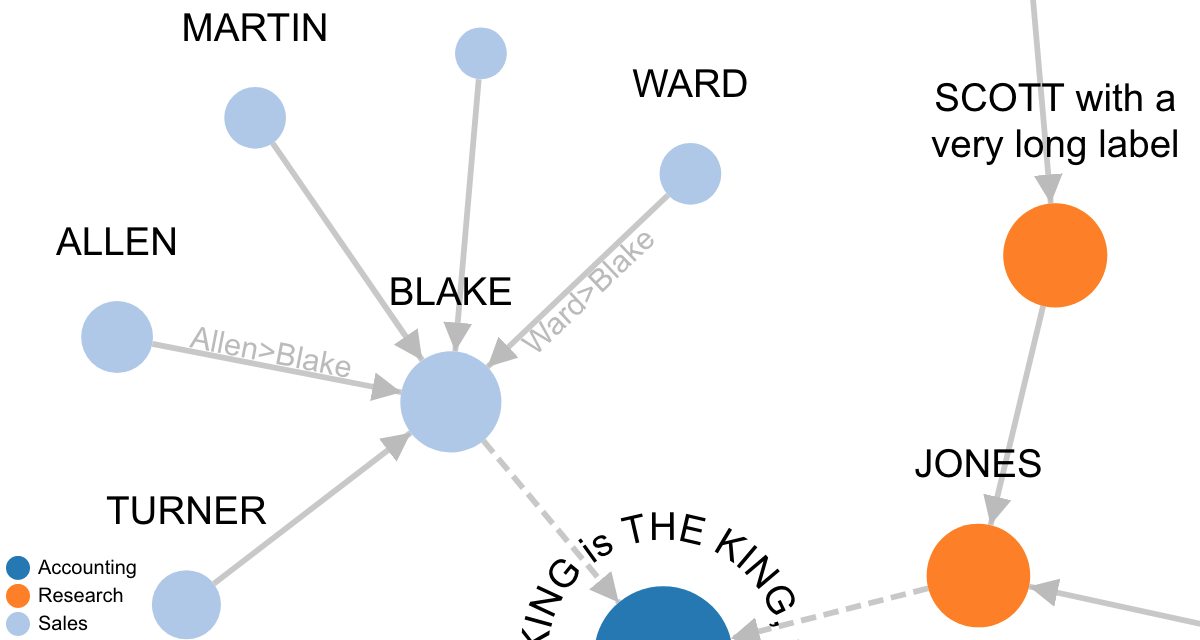 MARTIN
WARD
SCOTT with a
very long label
ALLEN
BLAKE
Ward>Blake
Allen>Blake
JONES
TURNER
KING is THE KING,
Accounting
Research
Sales